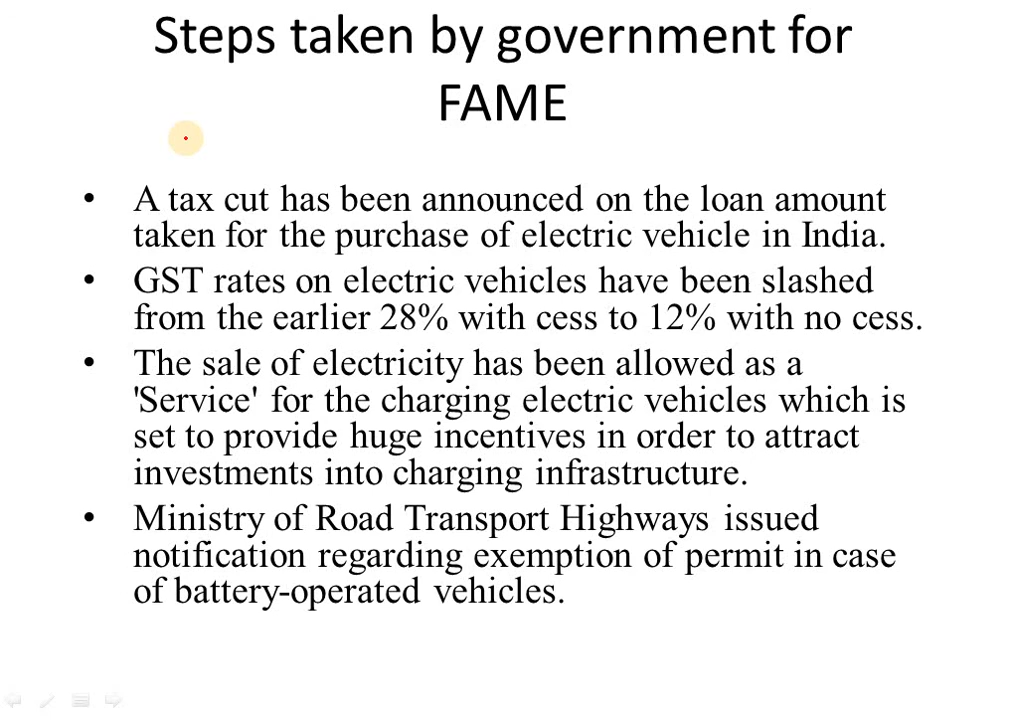 Steps taken by government for
FAME
• A tax cut has been announced on the loan amount
taken for the purchase of electric vehicle in India.
• GST rates on electric vehicles have been slashed
from the earlier 28% with cess to 12% with no cess.
• The sale of electricity has been allowed as a
'Service' for the charging electric vehicles which is
set to provide huge incentives in order to attract
investments into charging infrastructure.
• Ministry of Road Transport Highways issued
notification regarding exemption of permit in case
of battery-operated vehicles.